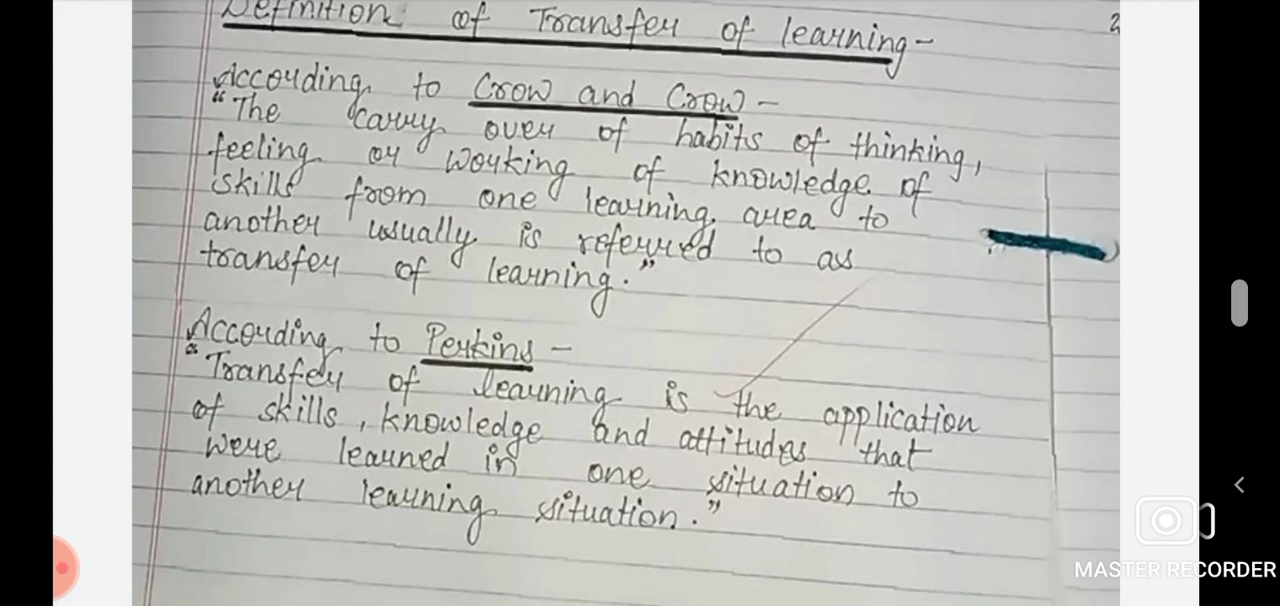 Definition of Transfer of learning-
2
According to Crow and Crow-
"The carry over of habits of thinking,
feeling or working of knowledge of
skills from one learning area to
another usually is referred to as
transfer of learning."
According to Perkins -
"Transfer of learning is the application
of skills, knowledge and attitudes that
were learned in one situation to
another learning situation."
MASTER RECORDER